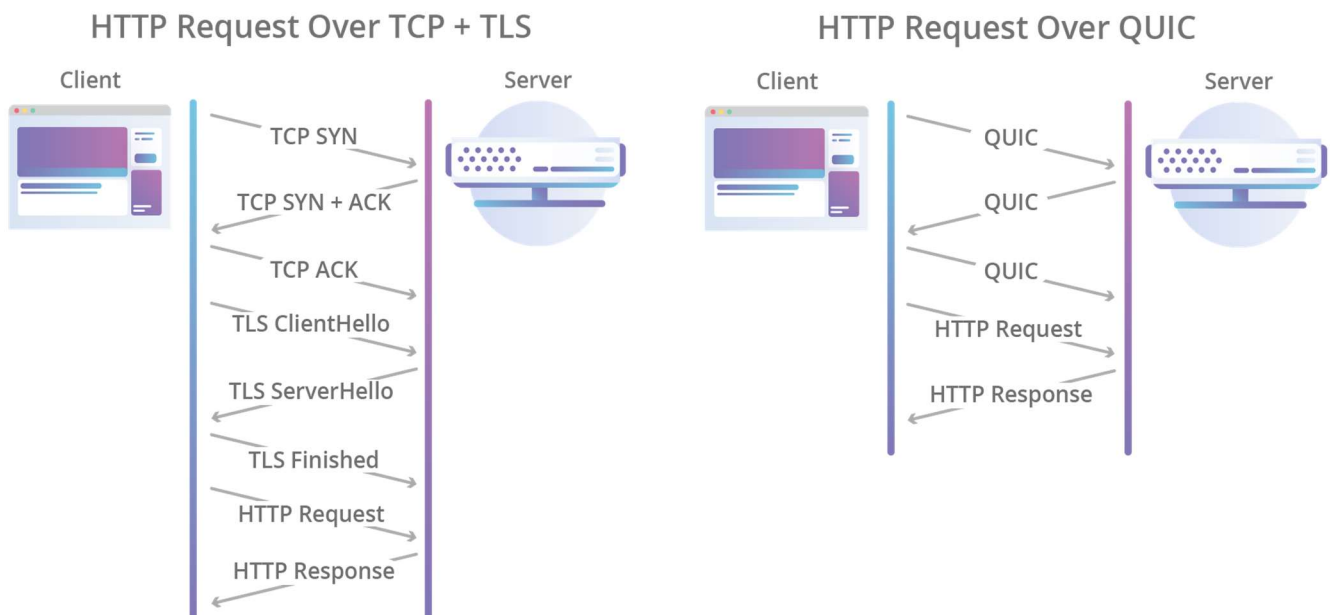 HTTP Request Over TCP + TLS
Client
Server
TCP SYN
TCP SYN + ACK
TCP ACK
TLS ClientHello
TLS ServerHello
TLS Finished
HTTP Request
HTTP Response
HTTP Request Over QUIC
Client
Server
QUIC
QUIC
QUIC
HTTP Request
HTTP Response